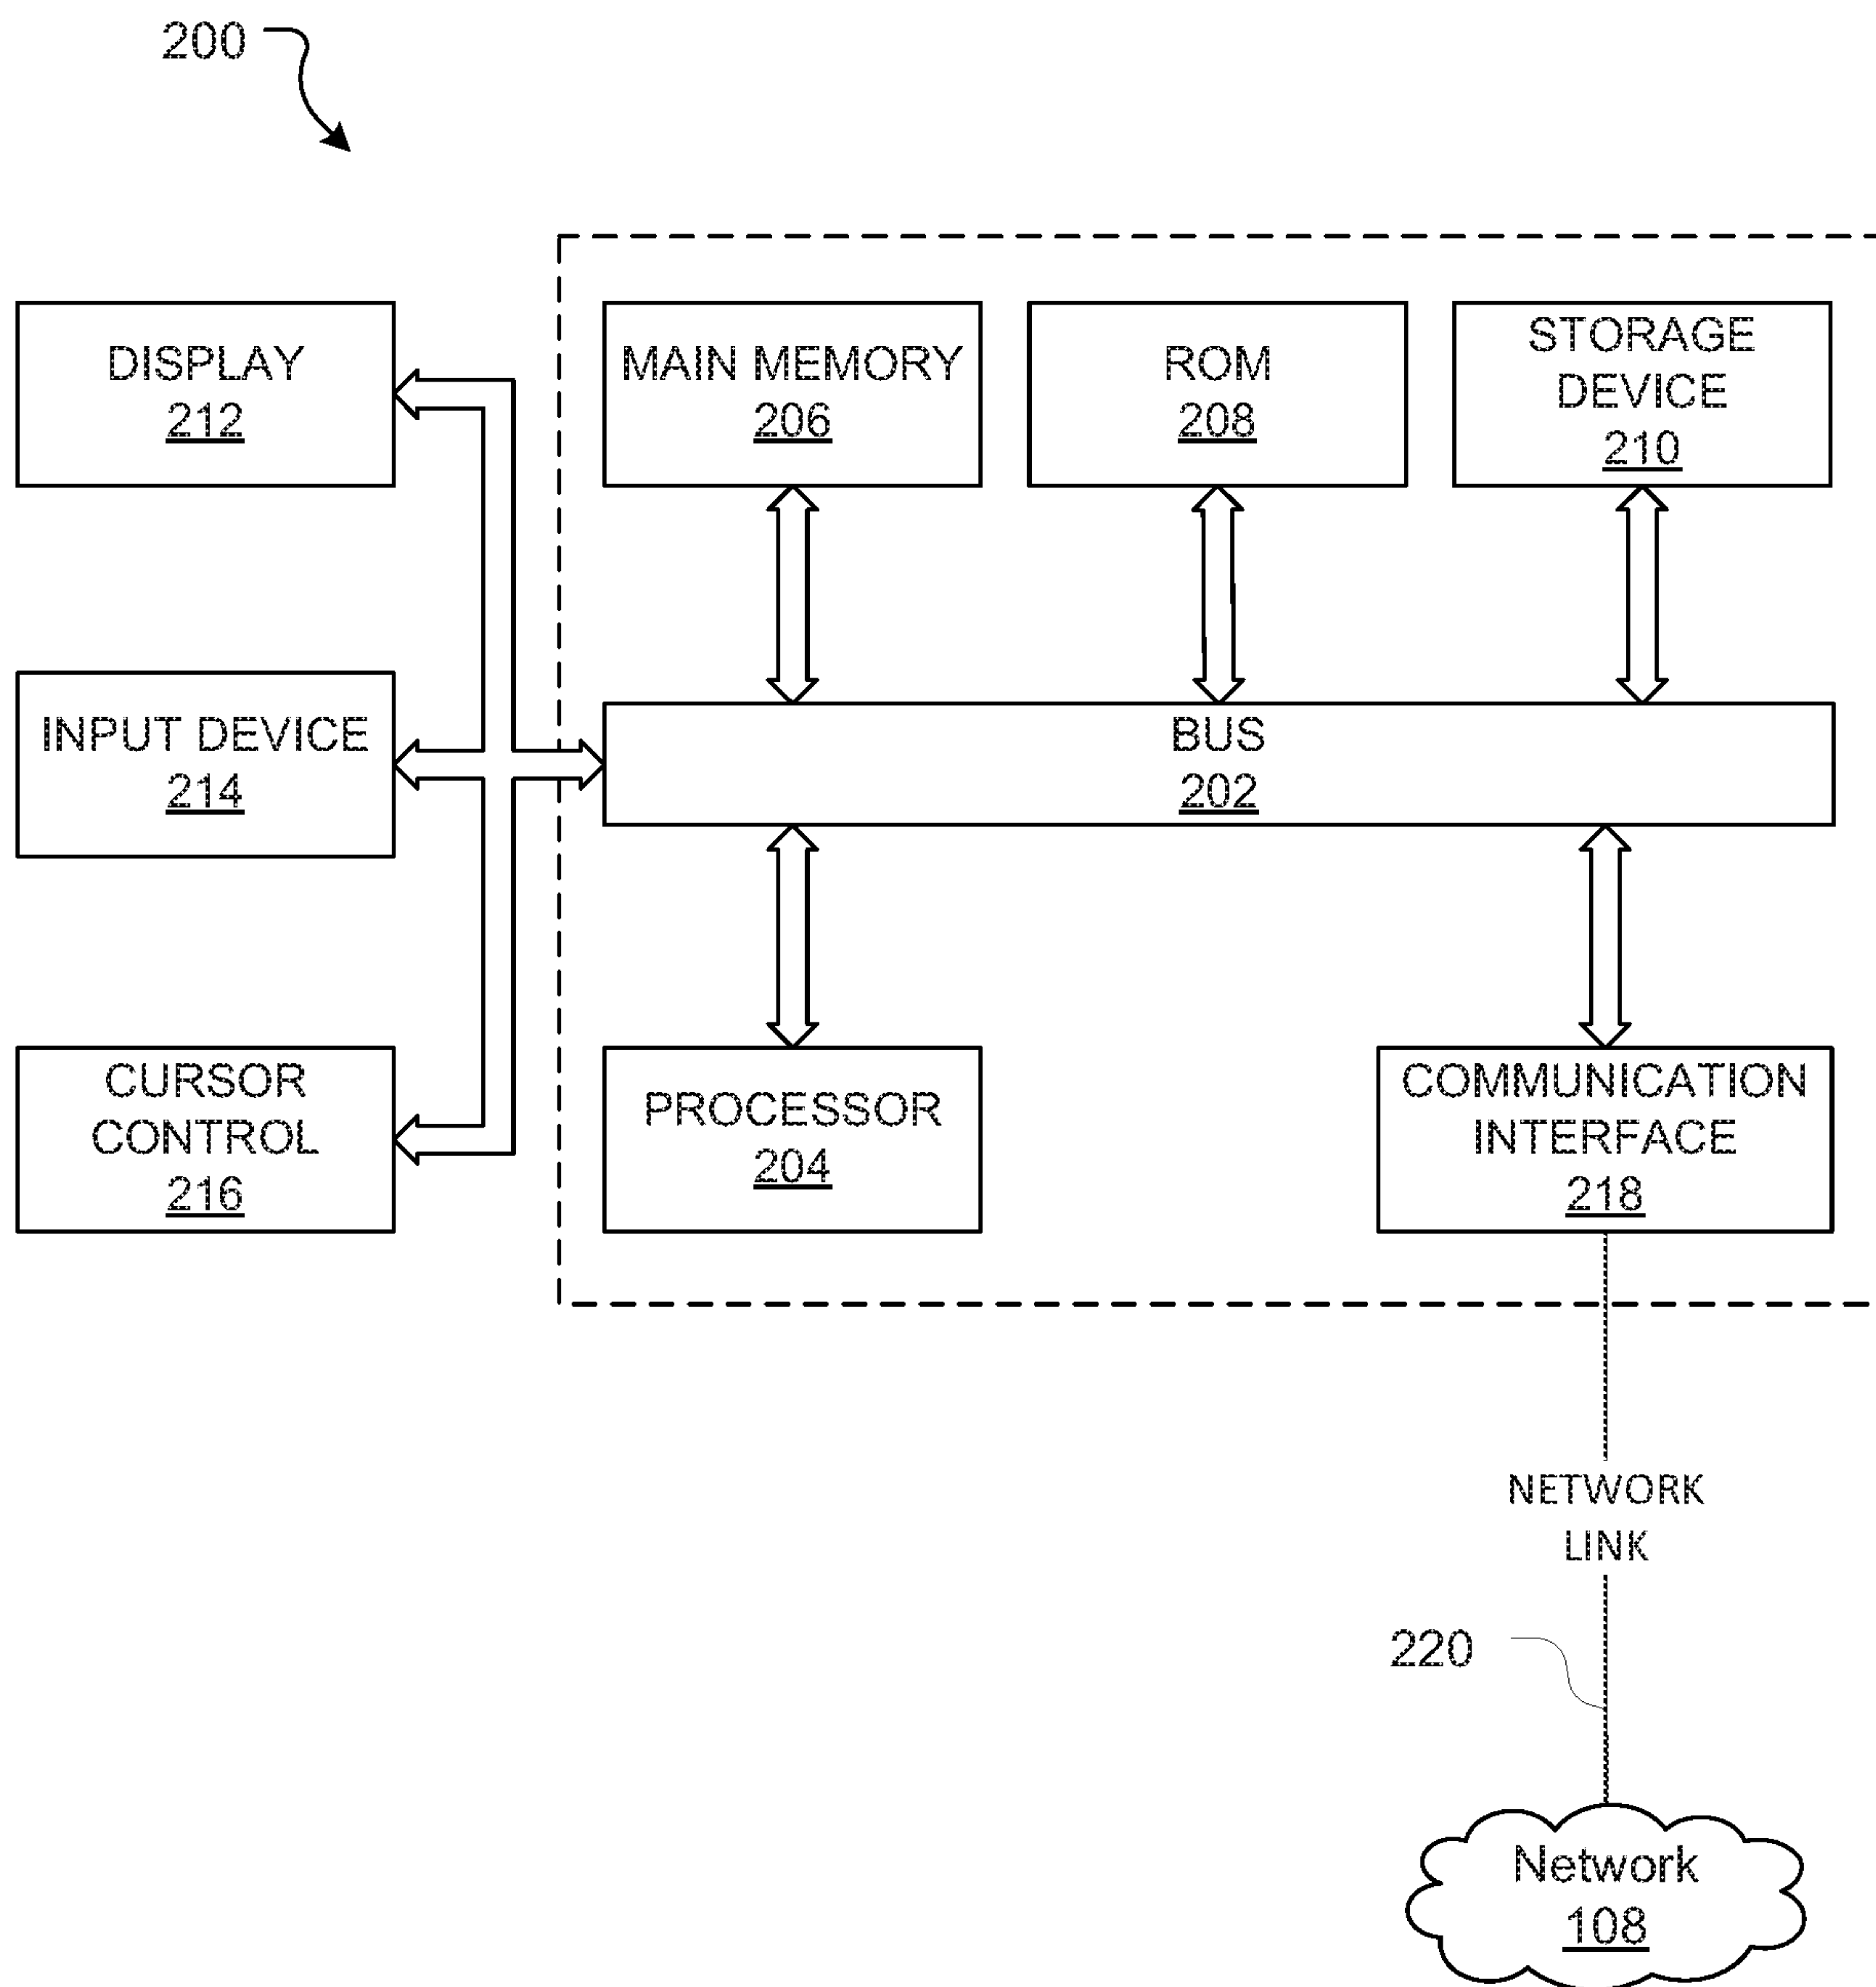 200
DISPLAY
212
MAIN MEMORY
206
ROM
208
STORAGE
DEVICE
210
INPUT DEVICE
214
BUS
202
CURSOR
CONTROL
216
PROCESSOR
204
COMMUNICATION
INTERFACE
218
NETWORK
LINK
220
Network
108